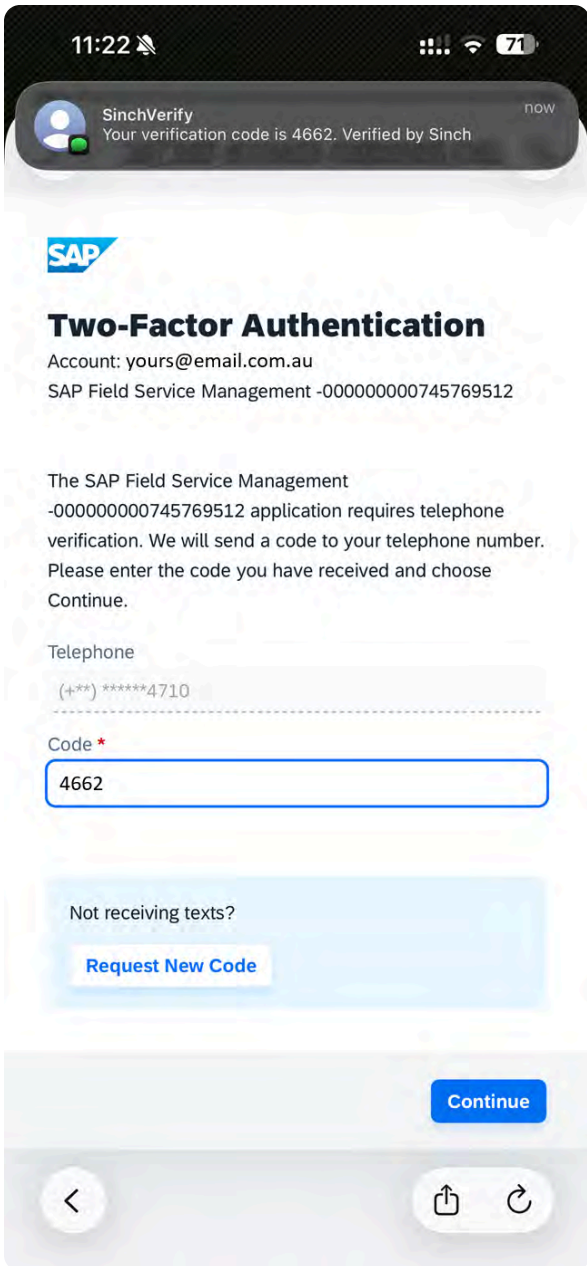 11:22
71
SinchVerify
now
Your verification code is 4662. Verified by Sinch
SAP
Two-Factor Authentication
Account: yours@email.com.au
SAP Field Service Management -000000000745769512
The SAP Field Service Management
-000000000745769512 application requires telephone
verification. We will send a code to your telephone number.
Please enter the code you have received and choose
Continue.
Telephone
(+**) ******4710
Code *
4662
Not receiving texts?
Request New Code
Continue